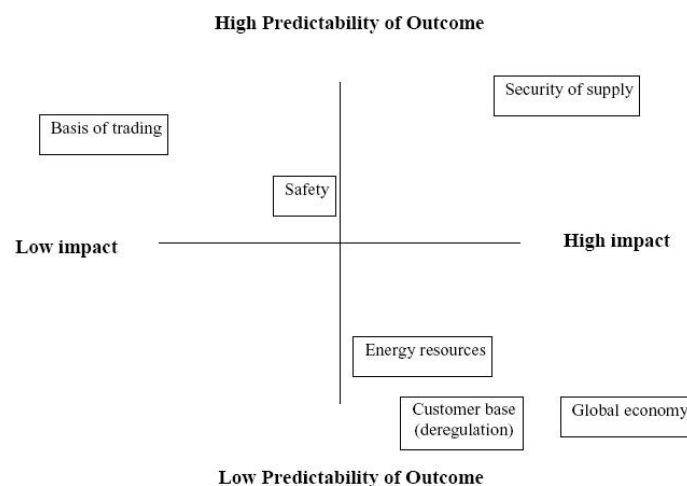 High Predictability of Outcome
Security of supply
Basis of trading
Safety
Low impact
High impact
Energy resources
Customer base
(deregulation)
Global economy
Low Predictability of Outcome